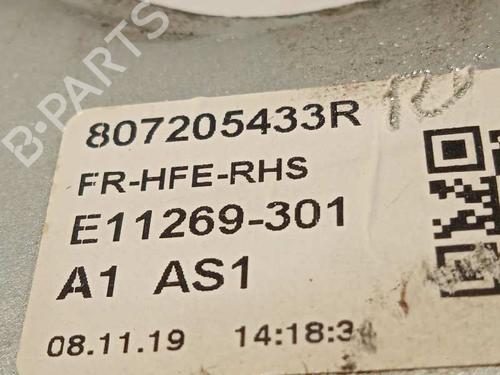 B-PARTS
807205433R
FR-HFE-RHS
E11269-301
A1 AS1
08.11.19 14:18:34